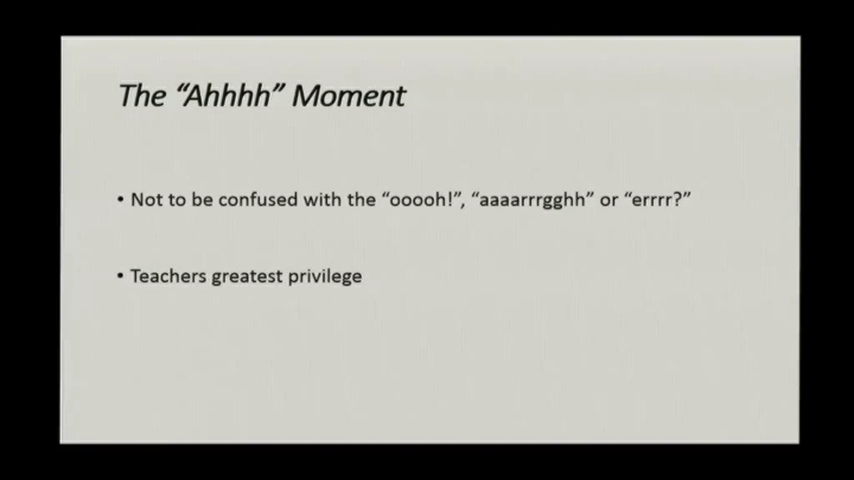 The “Ahhhh” Moment
• Not to be confused with the “ooooh!”, “aaaarrrgghh” or “errrr?”
• Teachers greatest privilege